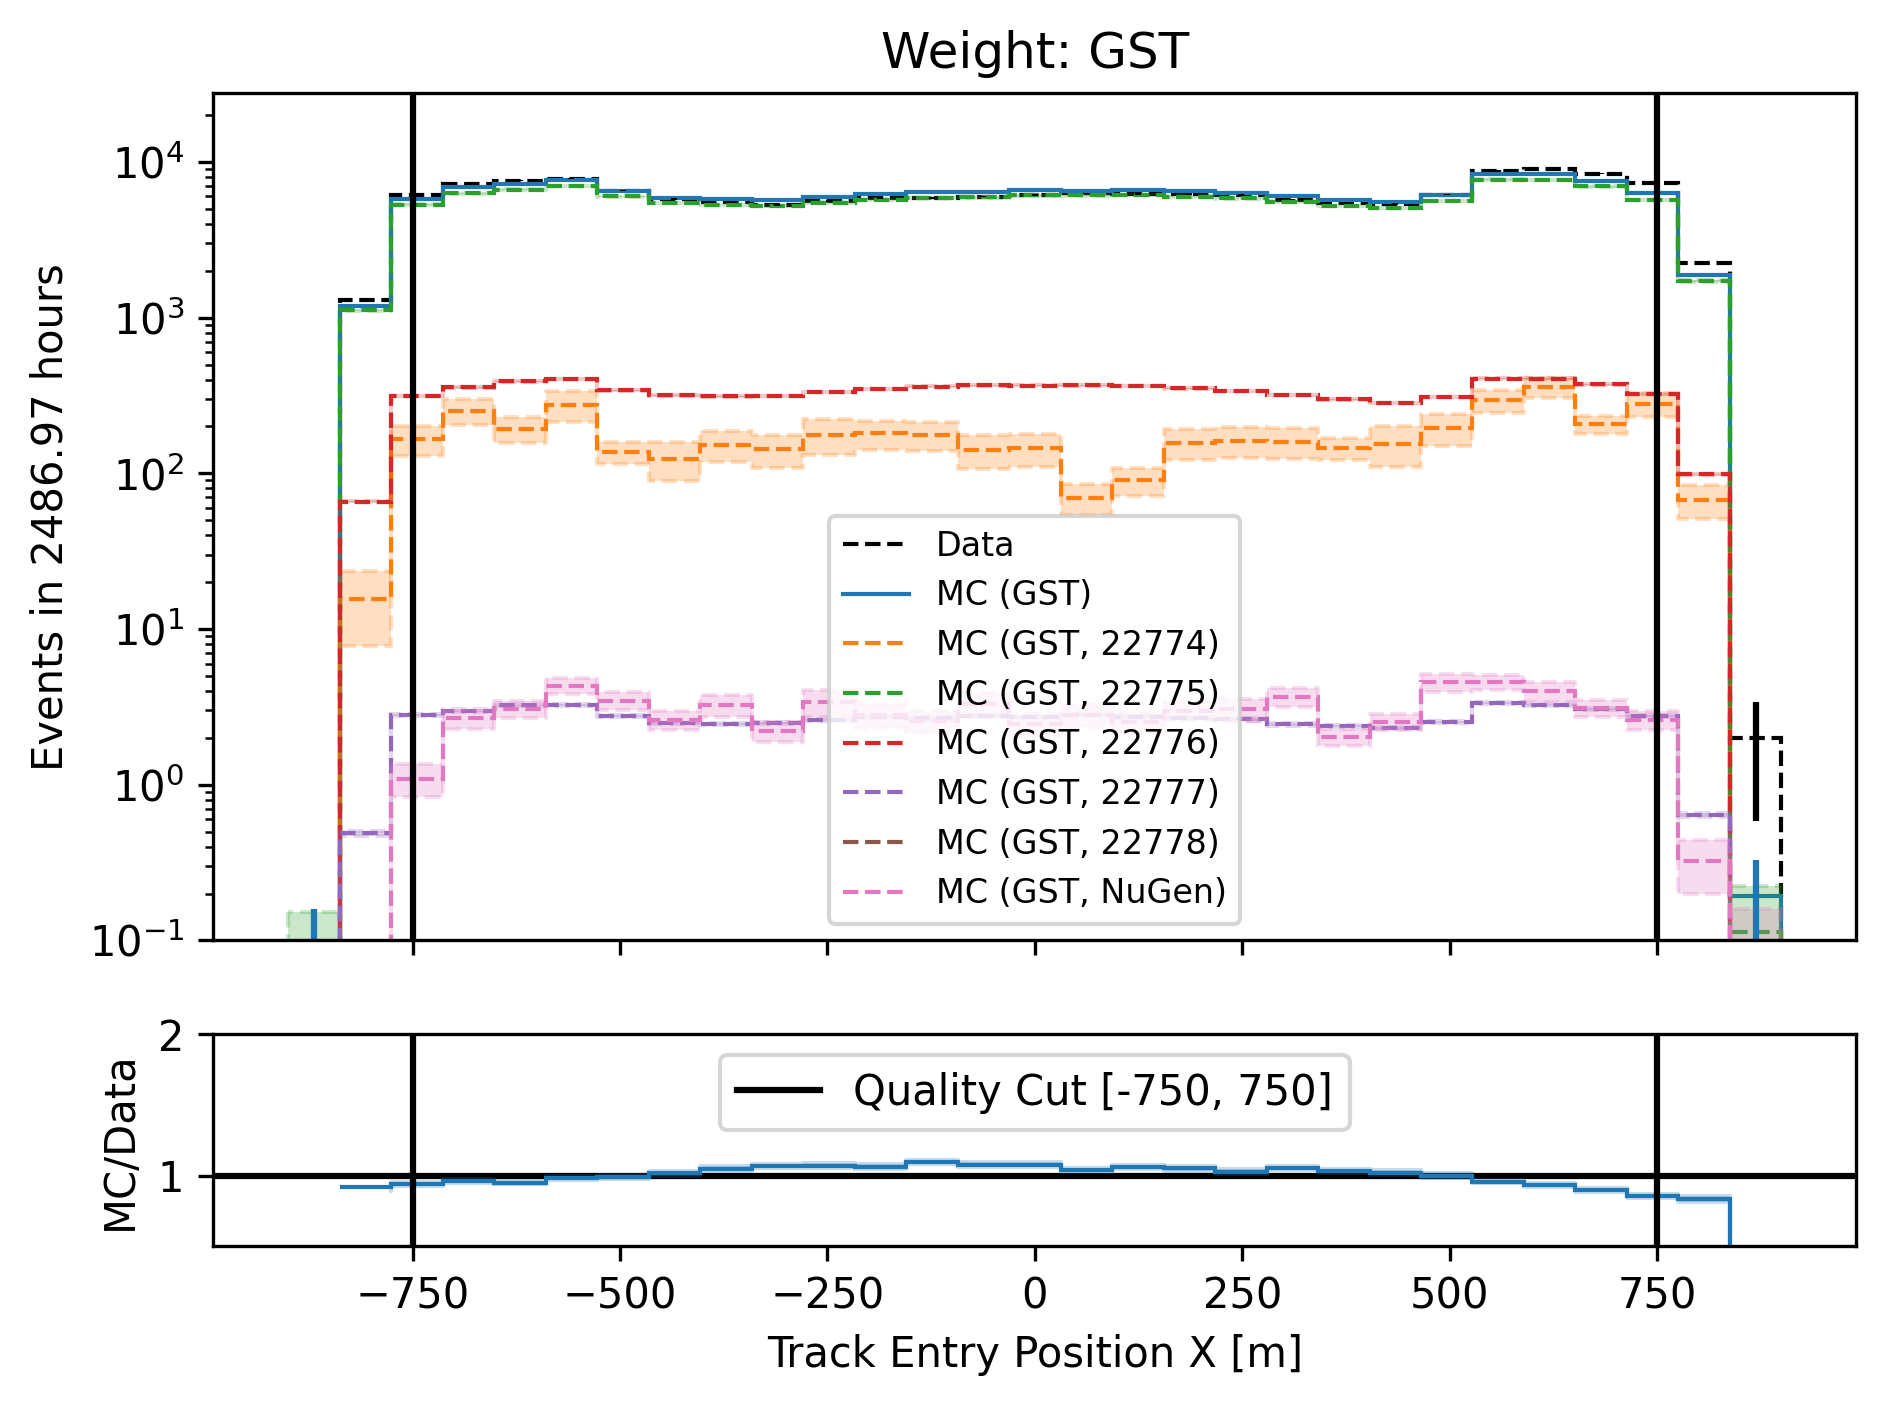 Weight: GST
10⁴
10³
10²
10¹
10⁰
10⁻¹
Events in 2486.97 hours
Data
MC (GST)
MC (GST, 22774)
MC (GST, 22775)
MC (GST, 22776)
MC (GST, 22777)
MC (GST, 22778)
MC (GST, NuGen)
2
1
MC/Data
Quality Cut [-750, 750]
−750 −500 −250 0 250 500 750
Track Entry Position X [m]